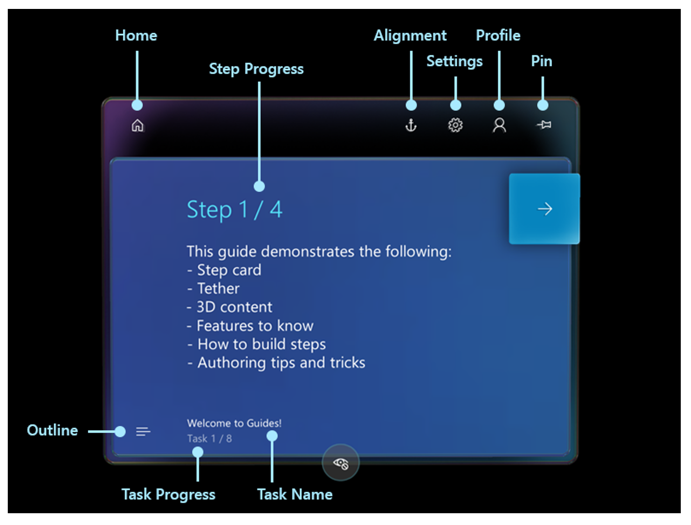 Home
Alignment
Profile
Step Progress
Settings
Pin
Step 1 / 4
This guide demonstrates the following:
- Step card
- Tether
- 3D content
- Features to know
- How to build steps
- Authoring tips and tricks
Outline
Welcome to Guides!
Task 1 / 8
Task Progress
Task Name